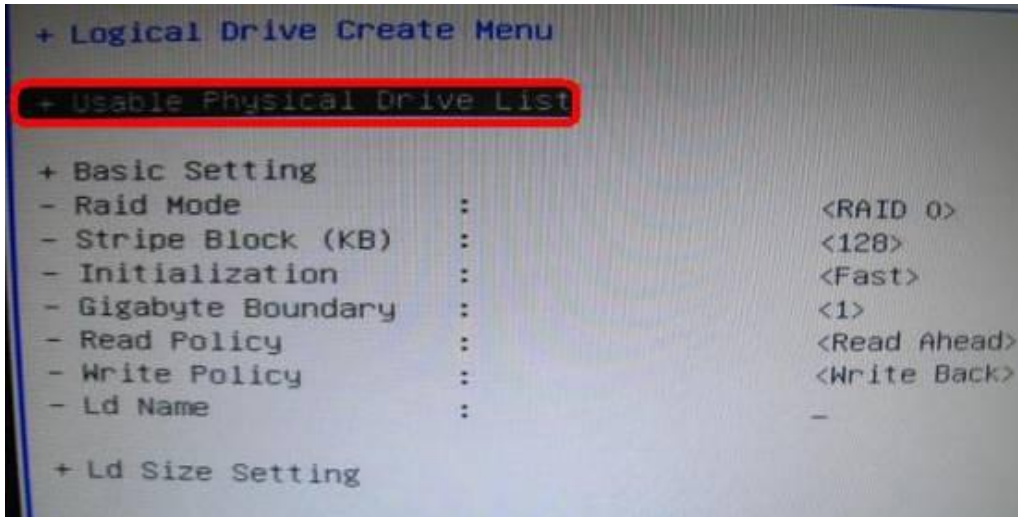 + Logical Drive Create Menu
+ Usable Physical Drive List
+ Basic Setting
- Raid Mode : <RAID 0>
- Stripe Block (KB) : <128>
- Initialization : <Fast>
- Gigabyte Boundary : <1>
- Read Policy : <Read Ahead>
- Write Policy : <Write Back>
- Ld Name : _
+ Ld Size Setting